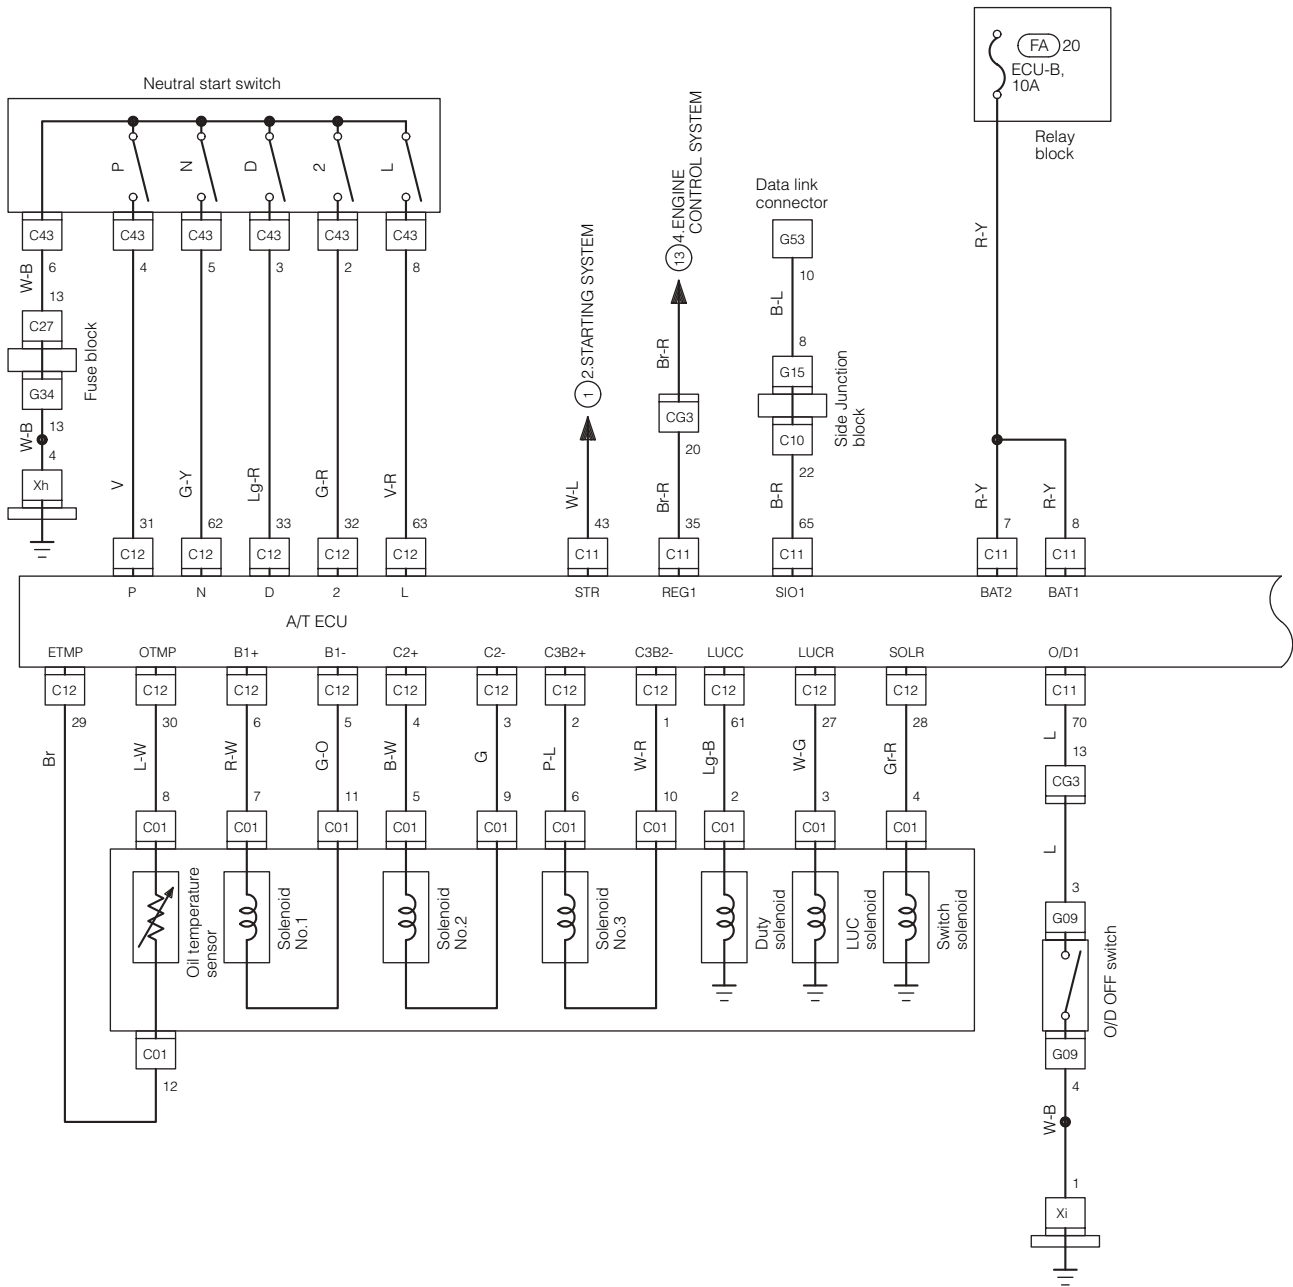 FA 20
ECU-B,
10A
Relay
block
Neutral start switch
P
N
D
2
L
C43
C43
C43
C43
C43
C43
6
4
5
3
2
8
W-B
13
C27
Fuse block
G34
13
W-B
4
Xh
V
G-Y
Lg-R
G-R
V-R
31
62
33
32
63
C12
C12
C12
C12
C12
1 2.STARTING SYSTEM
W-L
43
C11
13 4.ENGINE
CONTROL SYSTEM
Br-R
CG3
20
Br-R
35
C11
Data link
connector
G53
10
B-L
8
G15
Side Junction
block
C10
22
B-R
65
C11
R-Y
R-Y
R-Y
7
8
C11
C11
P
N
D
2
L
STR
REG1
SIO1
BAT2
BAT1
A/T ECU
ETMP
OTMP
B1+
B1-
C2+
C2-
C3B2+
C3B2-
LUCC
LUCR
SOLR
O/D1
C12
C12
C12
C12
C12
C12
C12
C12
C12
C12
C12
C11
29
30
6
5
4
3
2
1
61
27
28
70
Br
L-W
R-W
G-O
B-W
G
P-L
W-R
Lg-B
W-G
Gr-R
L
8
7
11
5
9
6
10
2
3
4
13
C01
C01
C01
C01
C01
C01
C01
C01
C01
C01
CG3
L
Oil temperature
sensor
Solenoid
No.1
Solenoid
No.2
Solenoid
No.3
Duty
solenoid
LUC
solenoid
Switch
solenoid
3
G09
O/D OFF switch
G09
4
C01
12
W-B
1
Xi